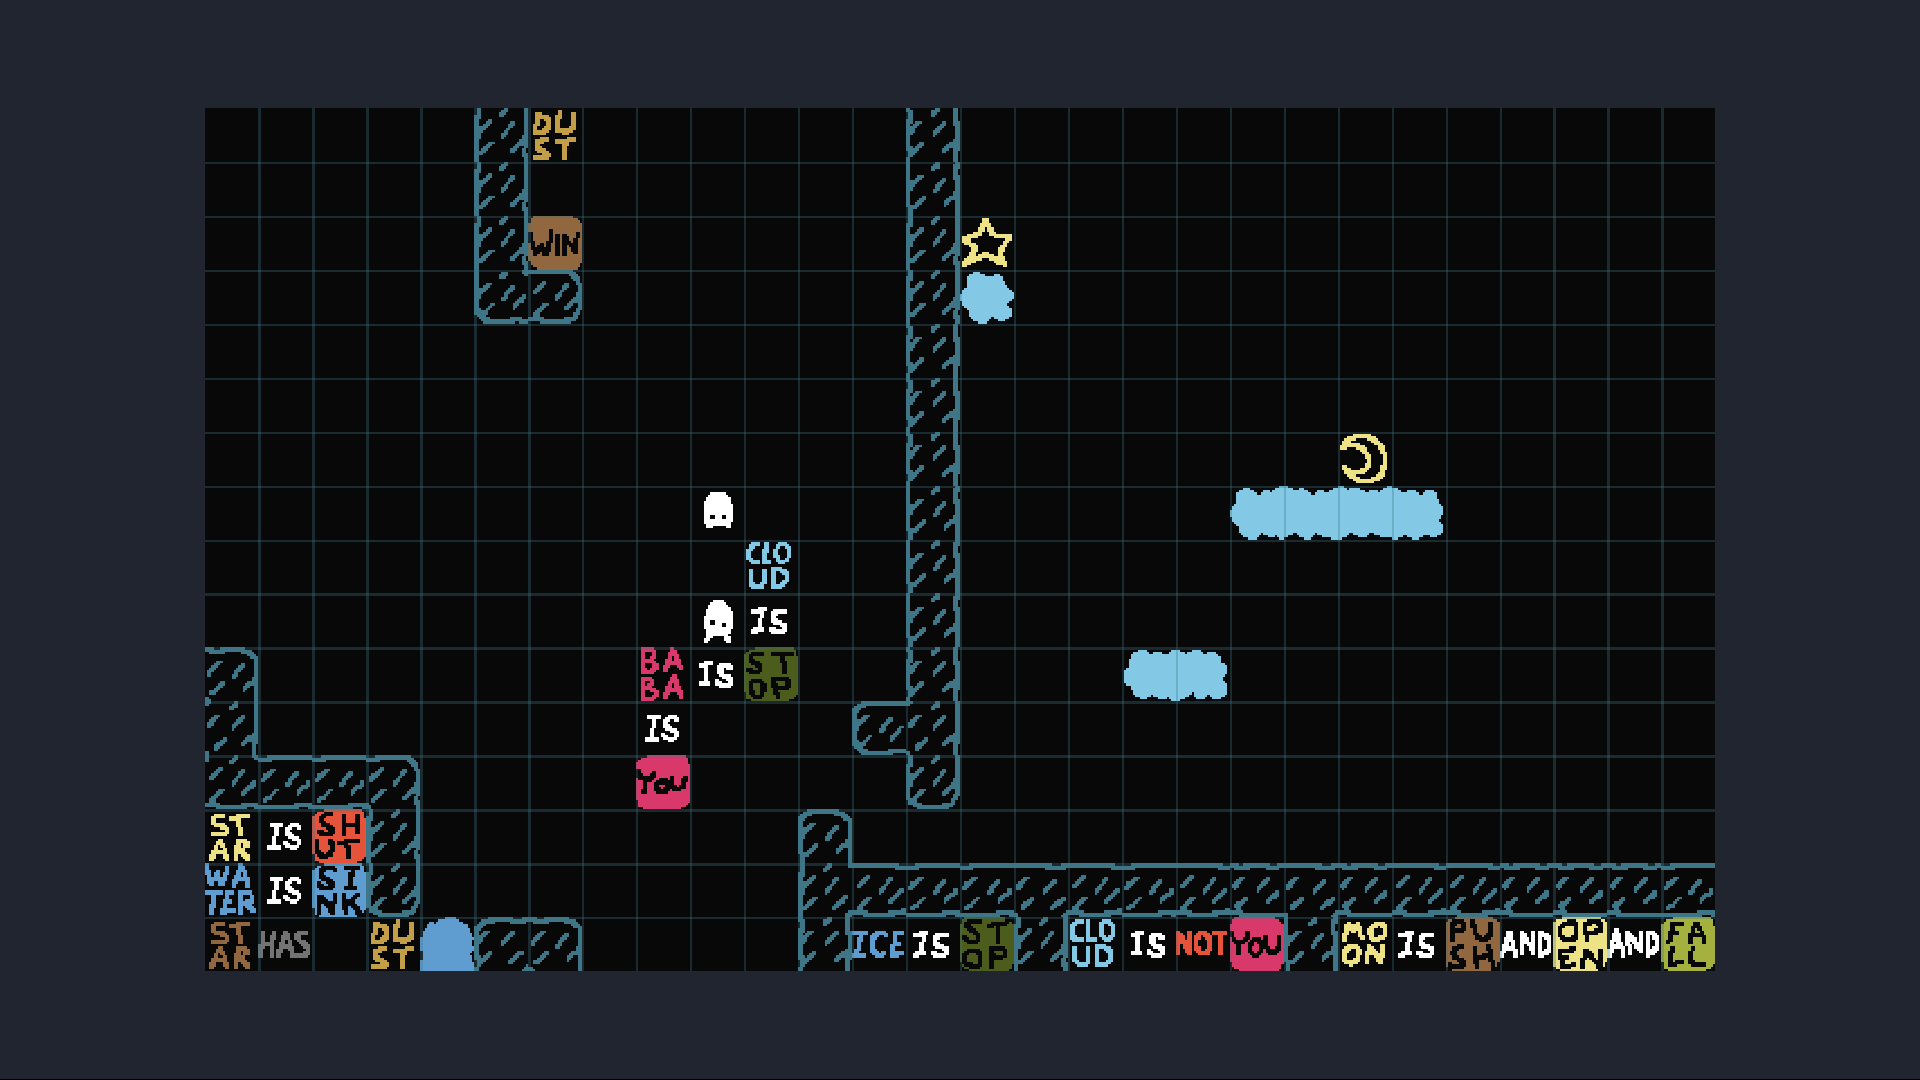 DUST
WIN
CLOUD
IS
BABA IS STOP
IS
YOU
STAR IS SHUT
WATER IS SINK
STAR HAS DUST ICE IS STOP CLOUD IS NOT YOU MOON IS PUSH AND OPEN AND FALL